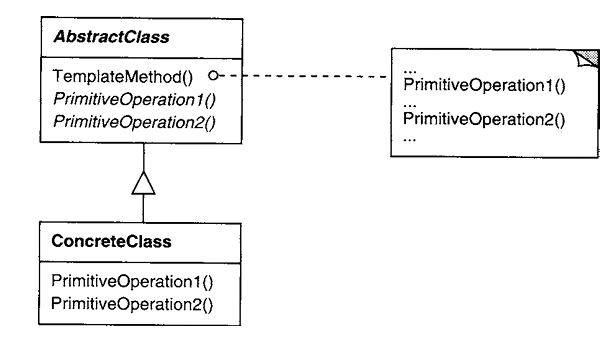 AbstractClass
TemplateMethod()
PrimitiveOperation1()
PrimitiveOperation2()
...
PrimitiveOperation1()
...
PrimitiveOperation2()
...
ConcreteClass
PrimitiveOperation1()
PrimitiveOperation2()